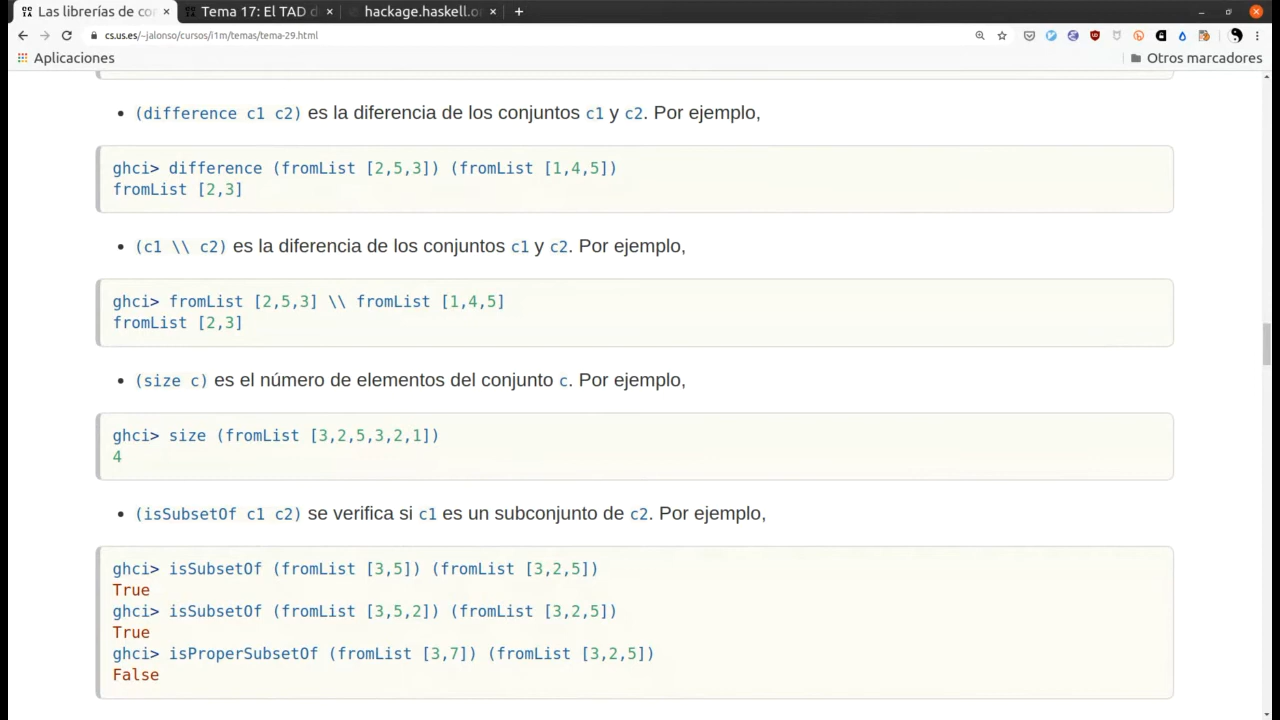 Las librerías de con
Tema 17: El TAD d
hackage.haskell.or
cs.us.es/~jalonso/cursos/i1m/temas/tema-29.html
Aplicaciones
Otros marcadores
• (difference c1 c2) es la diferencia de los conjuntos c1 y c2. Por ejemplo,
ghci> difference (fromList [2,5,3]) (fromList [1,4,5])
fromList [2,3]
• (c1 \\ c2) es la diferencia de los conjuntos c1 y c2. Por ejemplo,
ghci> fromList [2,5,3] \\ fromList [1,4,5]
fromList [2,3]
• (size c) es el número de elementos del conjunto c. Por ejemplo,
ghci> size (fromList [3,2,5,3,2,1])
4
• (isSubsetOf c1 c2) se verifica si c1 es un subconjunto de c2. Por ejemplo,
ghci> isSubsetOf (fromList [3,5]) (fromList [3,2,5])
True
ghci> isSubsetOf (fromList [3,5,2]) (fromList [3,2,5])
True
ghci> isProperSubsetOf (fromList [3,7]) (fromList [3,2,5])
False